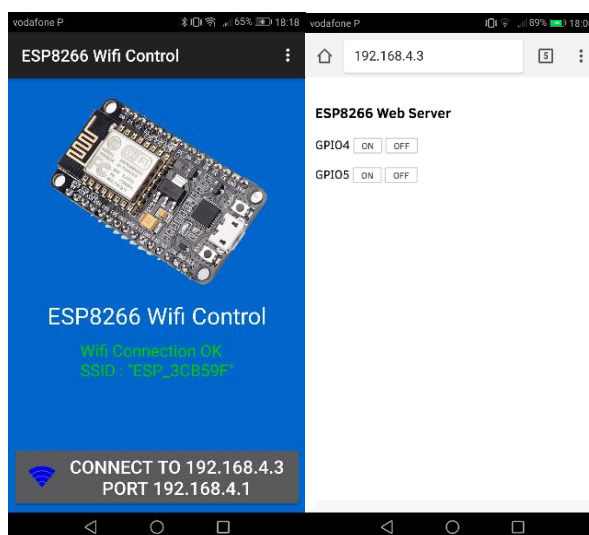 vodafone P
65%
18:18
ESP8266 Wifi Control
ESP8266 Wifi Control
Wifi Connection OK
SSID : "ESP_3CB59F"
CONNECT TO 192.168.4.3
PORT 192.168.4.1
vodafone P
89%
192.168.4.3
5
ESP8266 Web Server
GPIO4 ON OFF
GPIO5 ON OFF